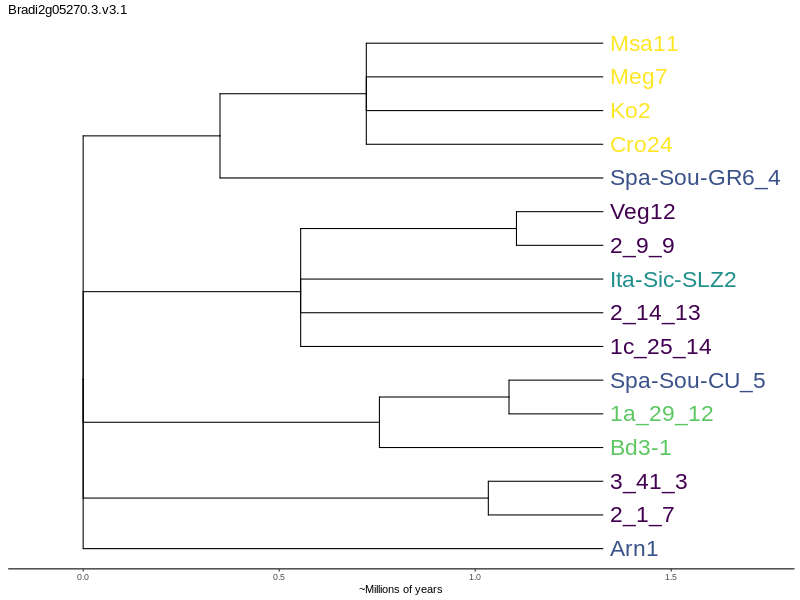 Bradi2g05270.3.v3.1
Msa11
Meg7
Ko2
Cro24
Spa-Sou-GR6_4
Veg12
2_9_9
Ita-Sic-SLZ2
2_14_13
1c_25_14
Spa-Sou-CU_5
1a_29_12
Bd3-1
3_41_3
2_1_7
Arn1
0.0 0.5 1.0 1.5
~Millions of years